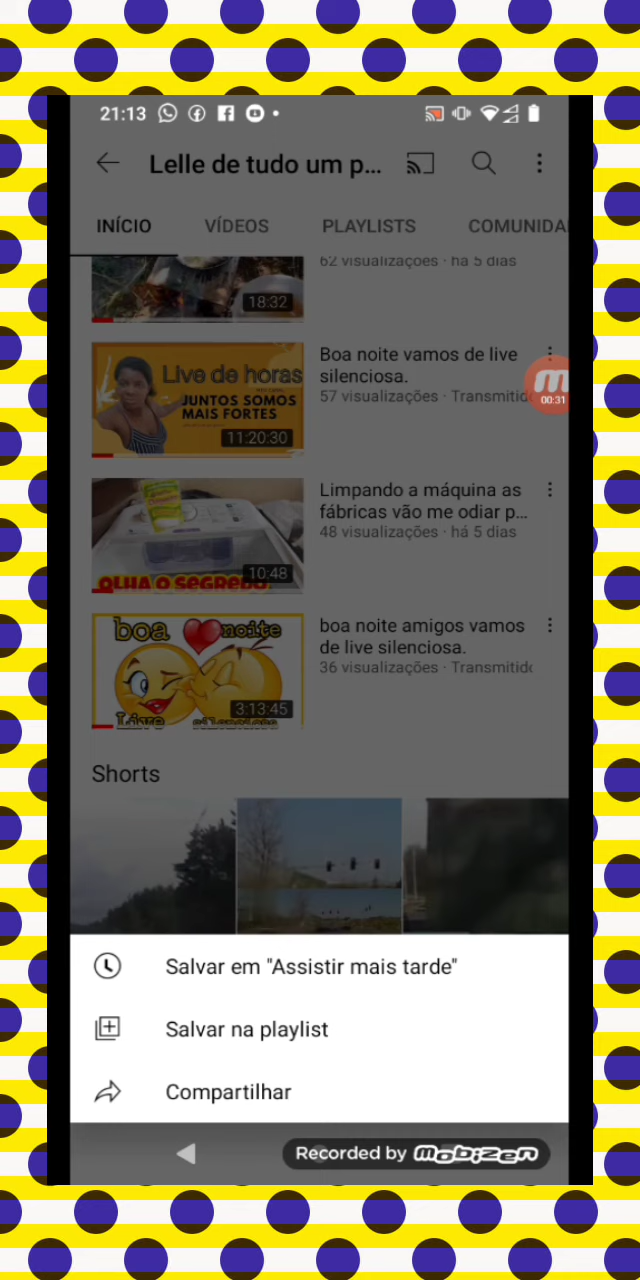 21:13
Lelle de tudo um p...
INÍCIO VÍDEOS PLAYLISTS COMUNIDA
62 visualizações · há 5 dias
18:32
Live de horas
JUNTOS SOMOS
MAIS FORTES
11:20:30
Boa noite vamos de live
silenciosa.
57 visualizações · Transmitid
00:31
OLHA O SEGREDO
10:48
Limpando a máquina as
fábricas vão me odiar p...
48 visualizações · há 5 dias
boa noite
Live silenciosa
3:13:45
boa noite amigos vamos
de live silenciosa.
36 visualizações · Transmitid
Shorts
Salvar em "Assistir mais tarde"
Salvar na playlist
Compartilhar
Recorded by mobizen